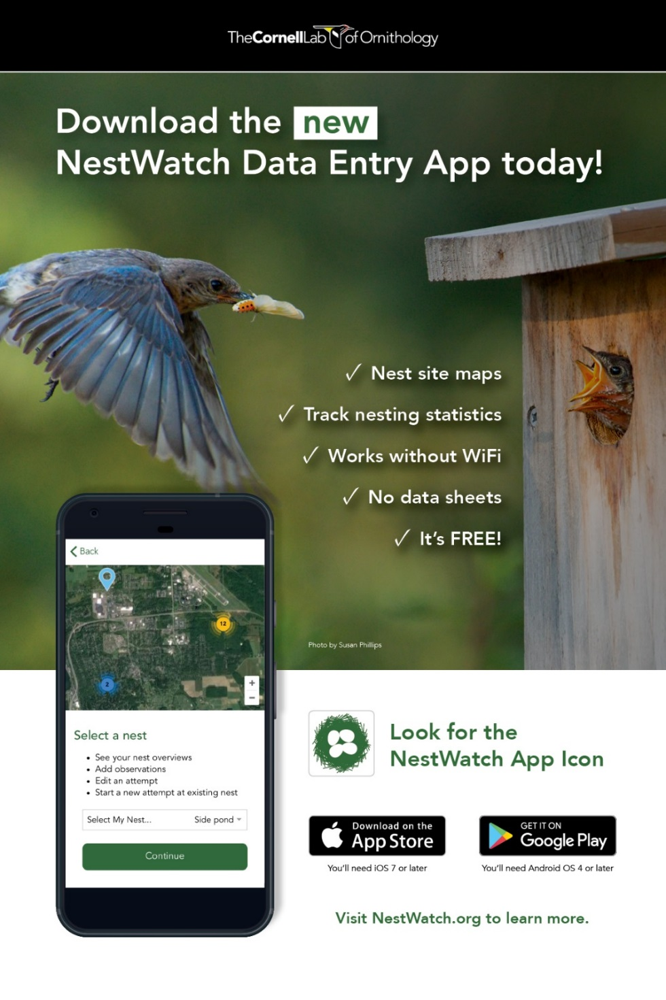 TheCornellLab of Ornithology
Download the new
NestWatch Data Entry App today!
✓ Nest site maps
✓ Track nesting statistics
✓ Works without WiFi
✓ No data sheets
✓ It's FREE!
Photo by Susan Phillips
Back
12
2
+
−
Select a nest
• See your nest overviews
• Add observations
• Edit an attempt
• Start a new attempt at existing nest
Select My Nest... Side pond
Continue
Look for the
NestWatch App Icon
Download on the
App Store
You'll need iOS 7 or later
GET IT ON
Google Play
You'll need Android OS 4 or later
Visit NestWatch.org to learn more.